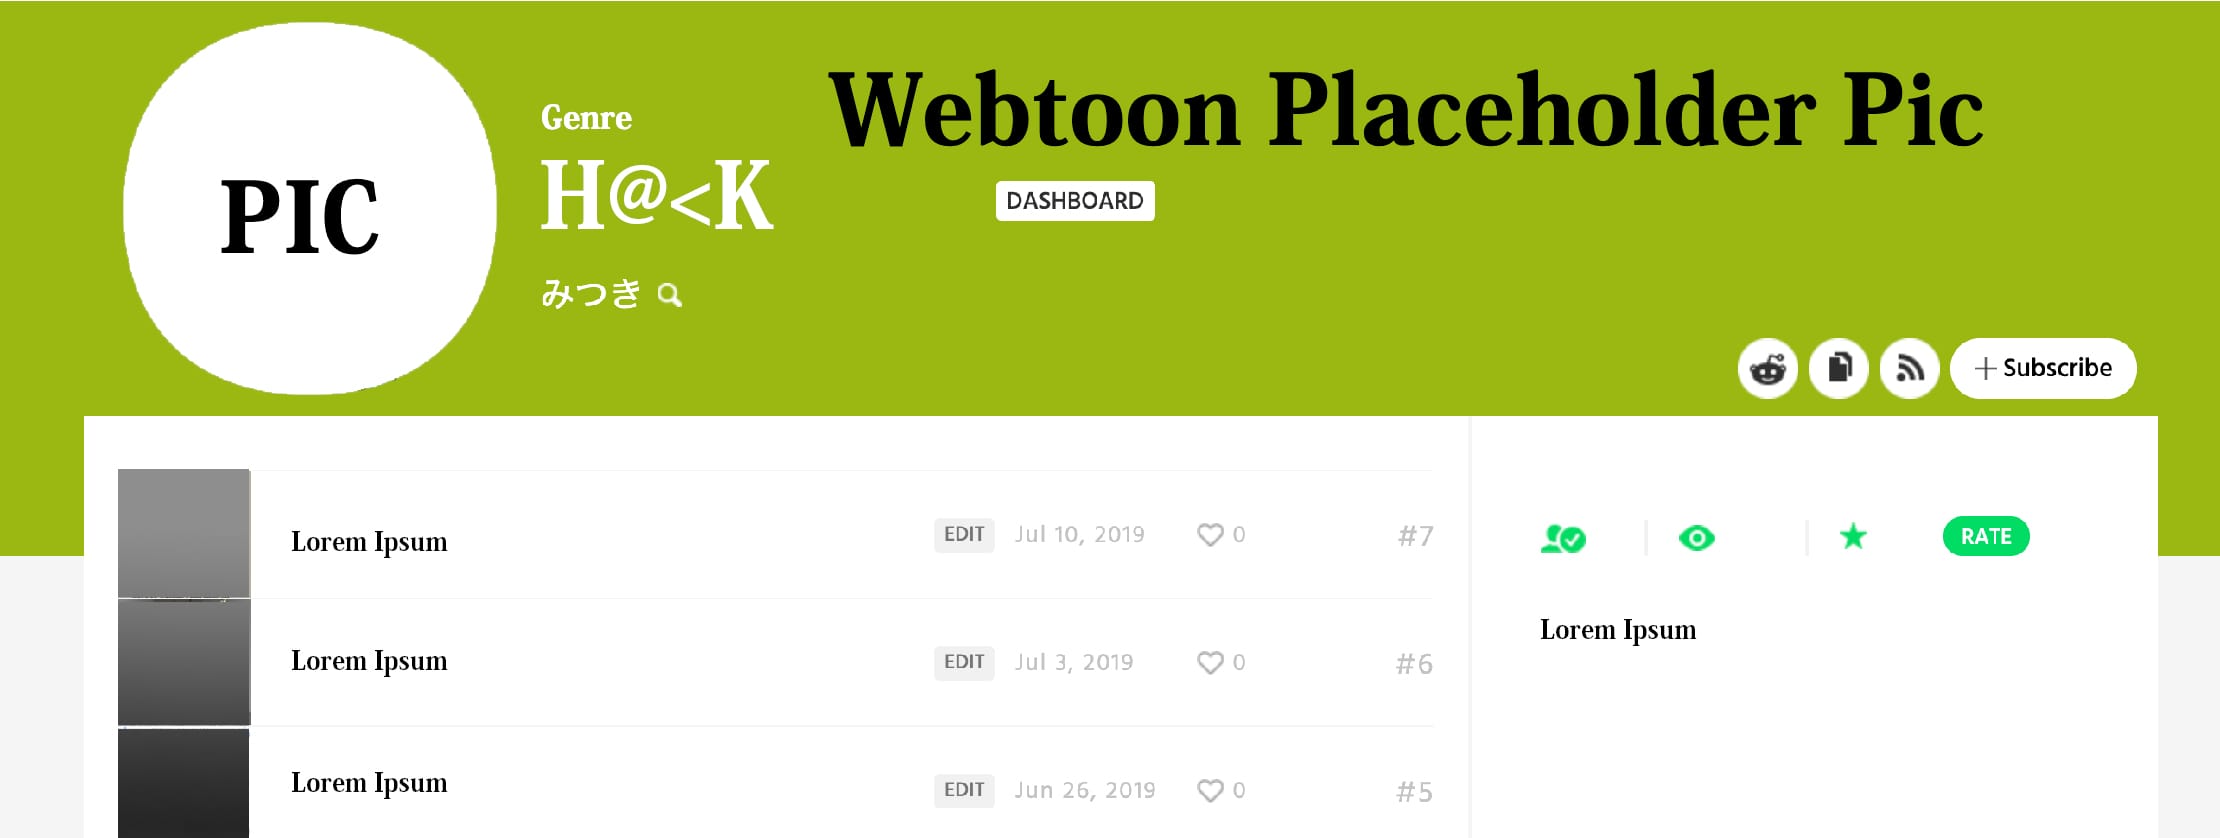 PIC
Genre
H@<K
みつき
Webtoon Placeholder Pic
DASHBOARD
+ Subscribe
Lorem Ipsum EDIT Jul 10, 2019 0 #7
Lorem Ipsum EDIT Jul 3, 2019 0 #6
Lorem Ipsum EDIT Jun 26, 2019 0 #5
RATE
Lorem Ipsum